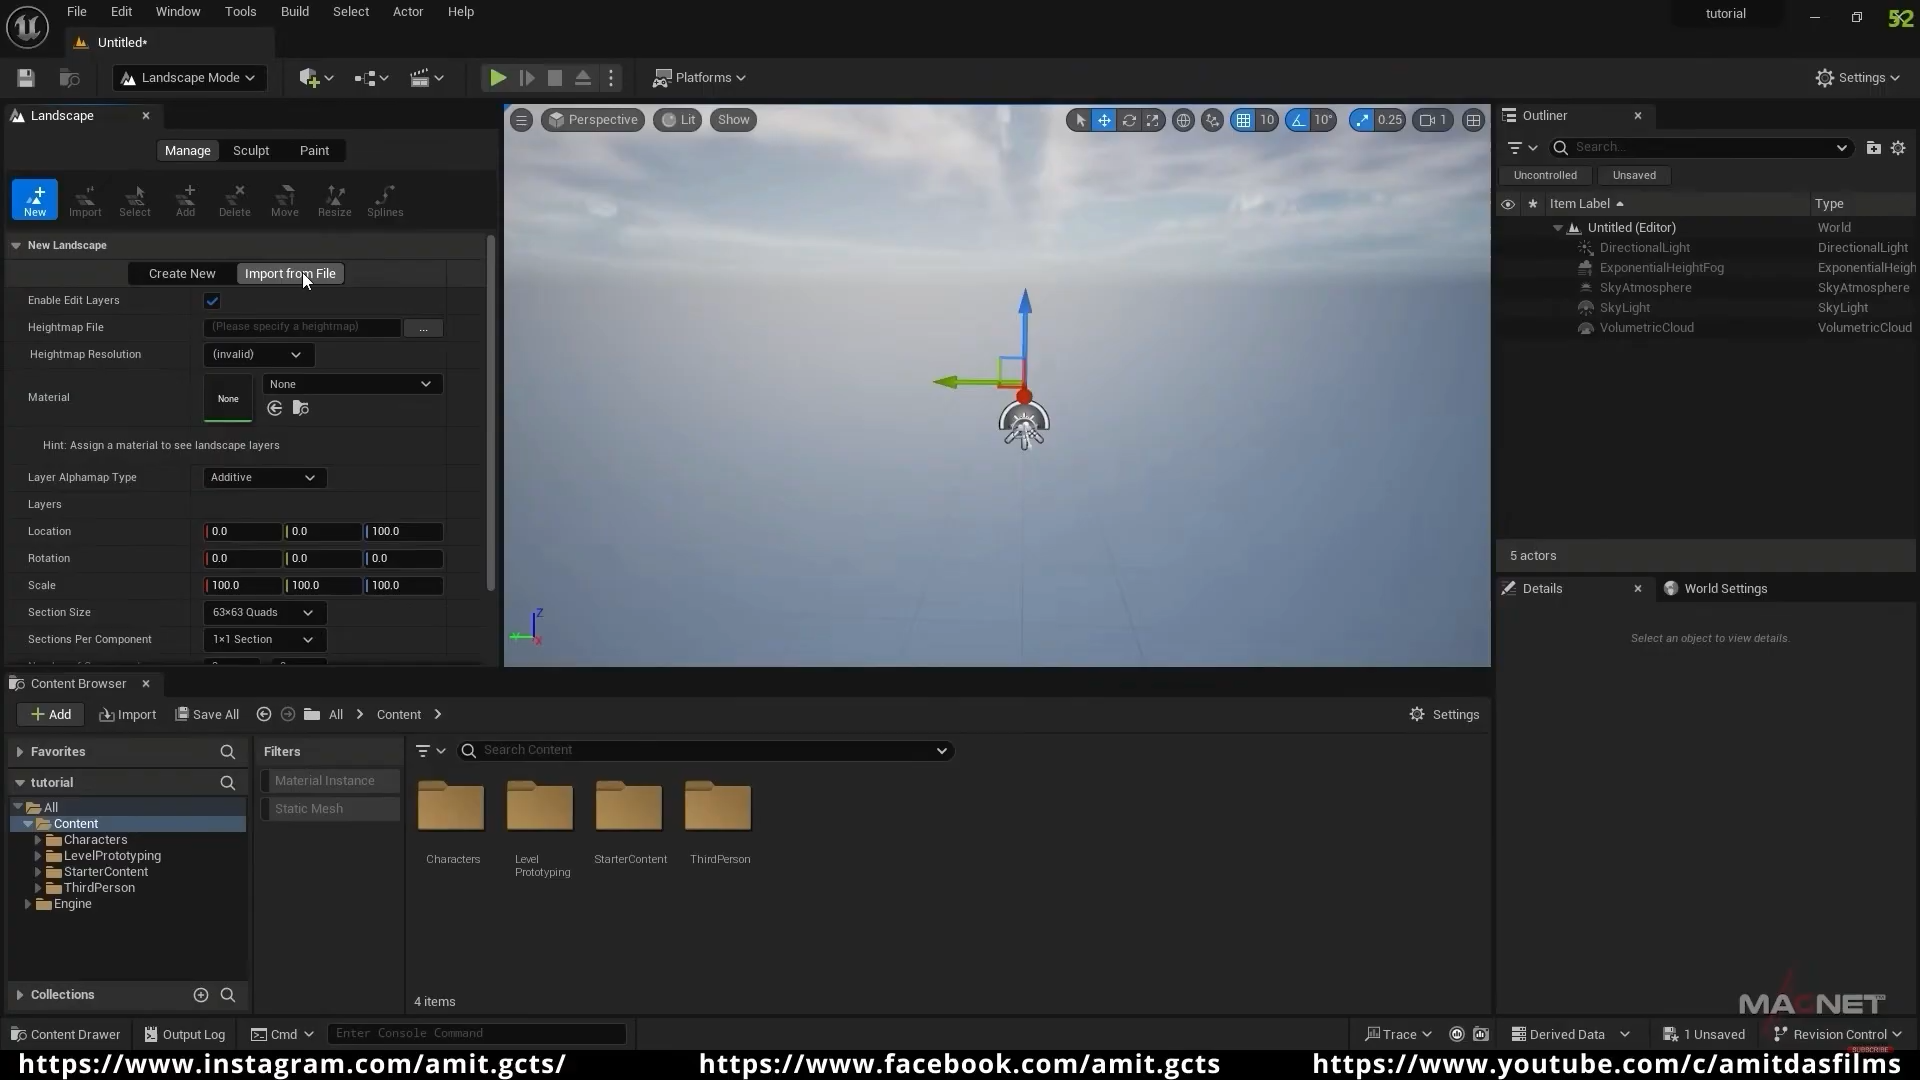 File Edit Window Tools Build Select Actor Help
tutorial
52
Untitled*
Landscape Mode
Platforms
Settings
Landscape
Manage Sculpt Paint
New Import Select Add Delete Move Resize Splines
New Landscape
Create New Import from File
Enable Edit Layers
Heightmap File (Please specify a heightmap) ...
Heightmap Resolution (invalid)
Material None None
Hint: Assign a material to see landscape layers
Layer Alphamap Type Additive
Layers
Location 0.0 0.0 100.0
Rotation 0.0 0.0 0.0
Scale 100.0 100.0 100.0
Section Size 63×63 Quads
Sections Per Component 1×1 Section
Perspective Lit Show
10 10° 0.25 1
Z
Y X
Outliner
Search...
Uncontrolled Unsaved
Item Label Type
Untitled (Editor) World
DirectionalLight DirectionalLight
ExponentialHeightFog ExponentialHeigh
SkyAtmosphere SkyAtmosphere
SkyLight SkyLight
VolumetricCloud VolumetricCloud
5 actors
Details World Settings
Select an object to view details.
Content Browser
Add Import Save All All Content Settings
Favorites
tutorial
All
Content
Characters
LevelPrototyping
StarterContent
ThirdPerson
Engine
Collections
Filters
Material Instance
Static Mesh
Search Content
Characters
Level
Prototyping
StarterContent
ThirdPerson
4 items
MACNET
Content Drawer Output Log Cmd Enter Console Command Trace Derived Data 1 Unsaved Revision Control
SUBSCRIBE
https://www.instagram.com/amit.gcts/ https://www.facebook.com/amit.gcts https://www.youtube.com/c/amitdasfilms